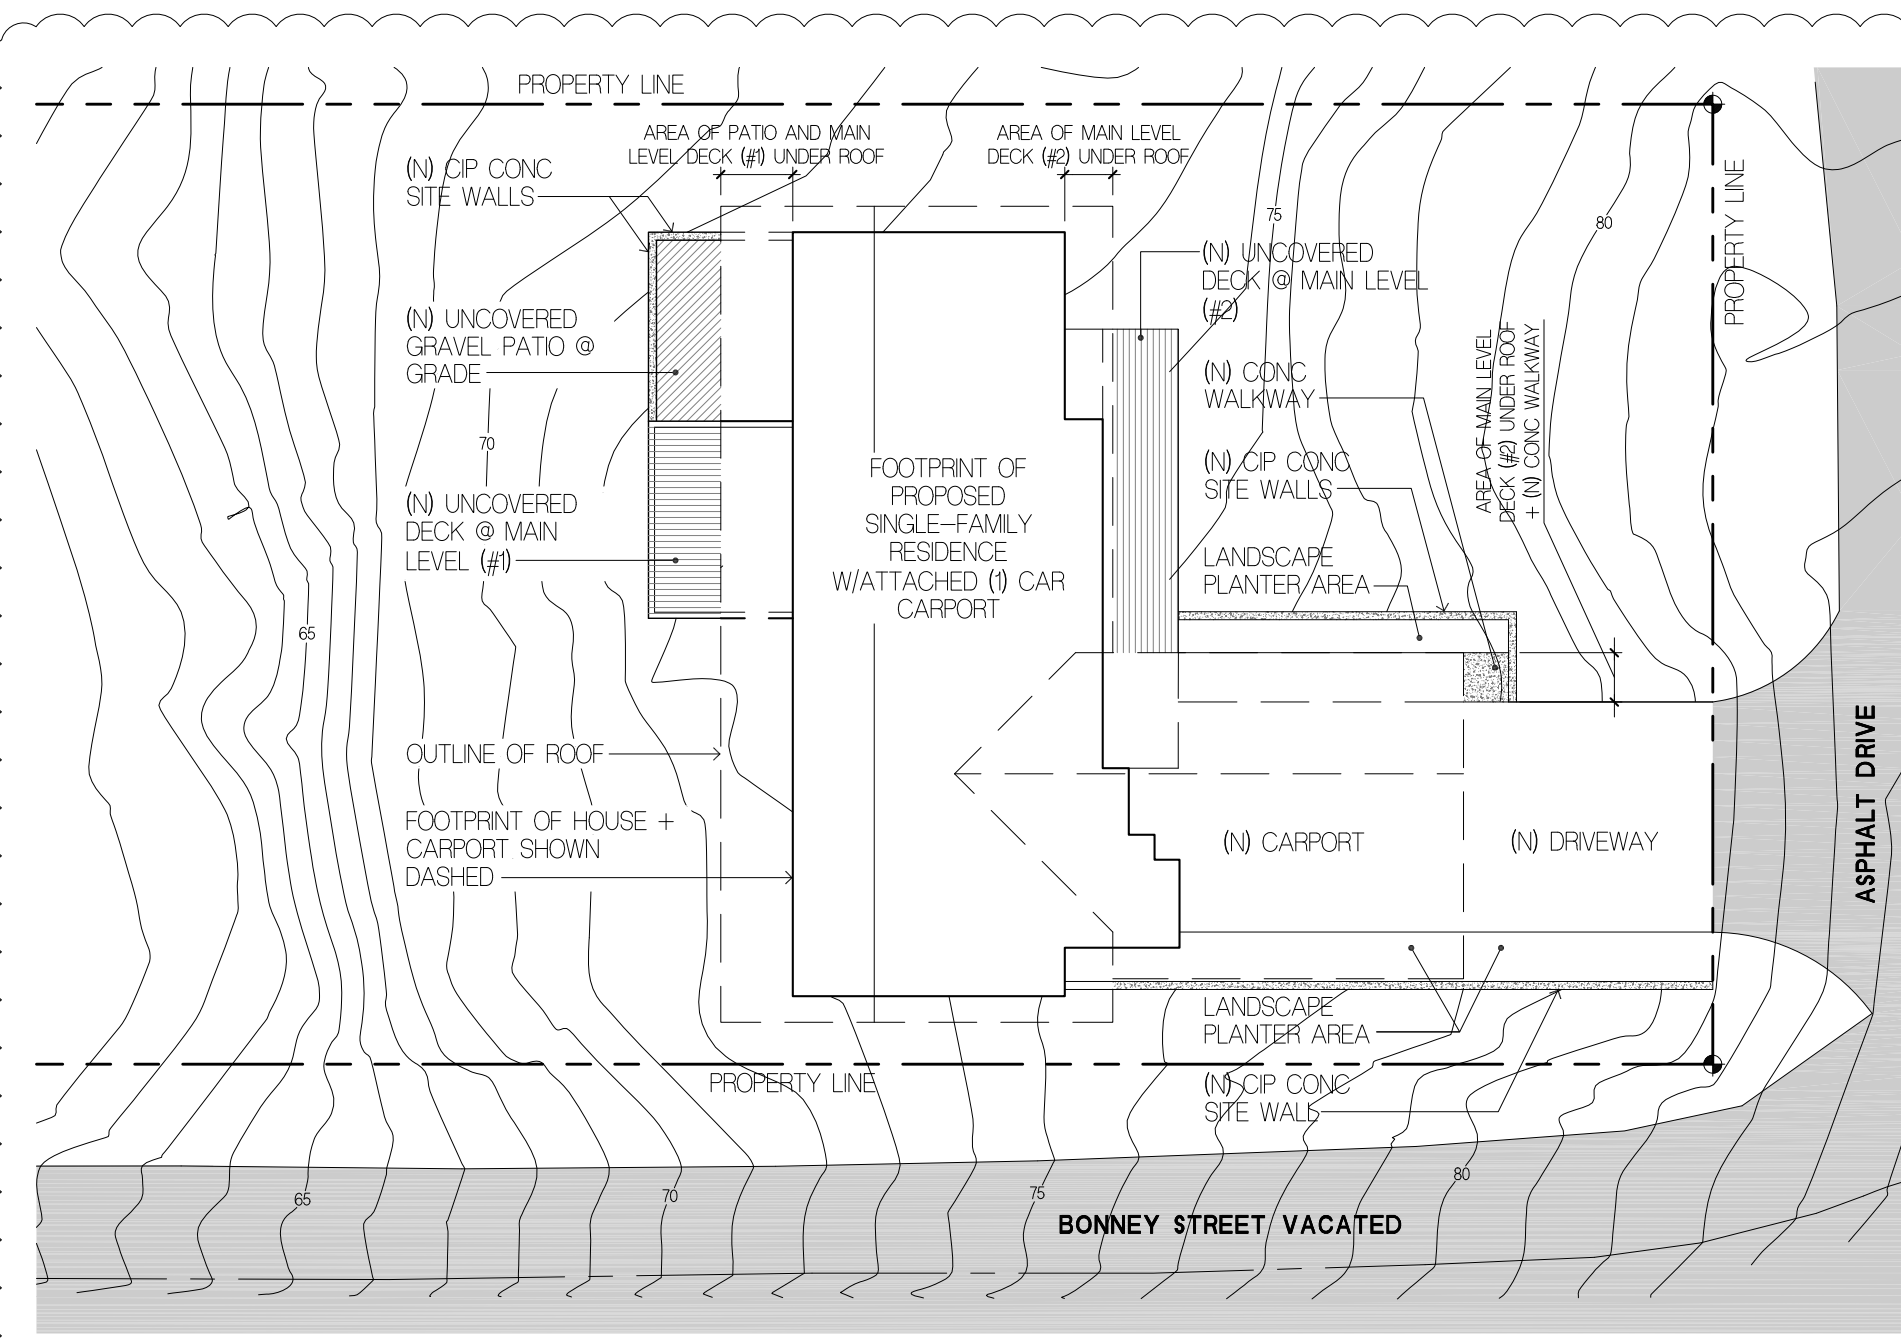 PROPERTY LINE
AREA OF PATIO AND MAIN
LEVEL DECK (#1) UNDER ROOF
AREA OF MAIN LEVEL
DECK (#2) UNDER ROOF
(N) CIP CONC
SITE WALLS
PROPERTY LINE
75
80
(N) UNCOVERED
DECK @ MAIN LEVEL
(#2)
(N) UNCOVERED
GRAVEL PATIO @
GRADE
(N) CONC
WALKWAY
AREA OF MAIN LEVEL
DECK (#2) UNDER ROOF
+ (N) CONC WALKWAY
70
(N) CIP CONC
SITE WALLS
FOOTPRINT OF
PROPOSED
SINGLE-FAMILY
RESIDENCE
W/ATTACHED (1) CAR
CARPORT
(N) UNCOVERED
DECK @ MAIN
LEVEL (#1)
LANDSCAPE
PLANTER AREA
65
OUTLINE OF ROOF
FOOTPRINT OF HOUSE +
CARPORT SHOWN
DASHED
(N) CARPORT
(N) DRIVEWAY
ASPHALT DRIVE
LANDSCAPE
PLANTER AREA
PROPERTY LINE
(N) CIP CONC
SITE WALL
65
70
75
80
BONNEY STREET VACATED